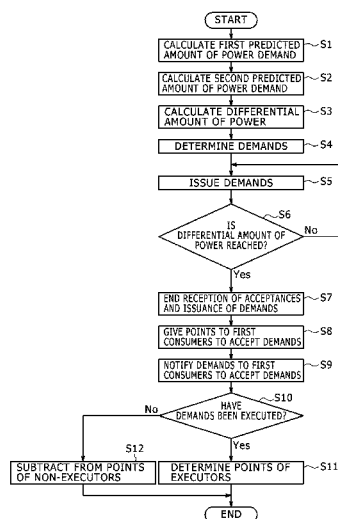 START
CALCULATE FIRST PREDICTED
AMOUNT OF POWER DEMAND
S1
CALCULATE SECOND PREDICTED
AMOUNT OF POWER DEMAND
S2
CALCULATE DIFFERENTIAL
AMOUNT OF POWER
S3
DETERMINE DEMANDS
S4
ISSUE DEMANDS
S5
S6
IS
DIFFERENTIAL AMOUNT OF
POWER REACHED?
No
Yes
END RECEPTION OF ACCEPTANCES
AND ISSUANCE OF DEMANDS
S7
GIVE POINTS TO FIRST
CONSUMERS TO ACCEPT DEMANDS
S8
NOTIFY DEMANDS TO FIRST
CONSUMERS TO ACCEPT DEMANDS
S9
S10
HAVE
DEMANDS BEEN EXECUTED?
No
Yes
S12
SUBTRACT FROM POINTS
OF NON-EXECUTORS
DETERMINE POINTS OF
EXECUTORS
S11
END